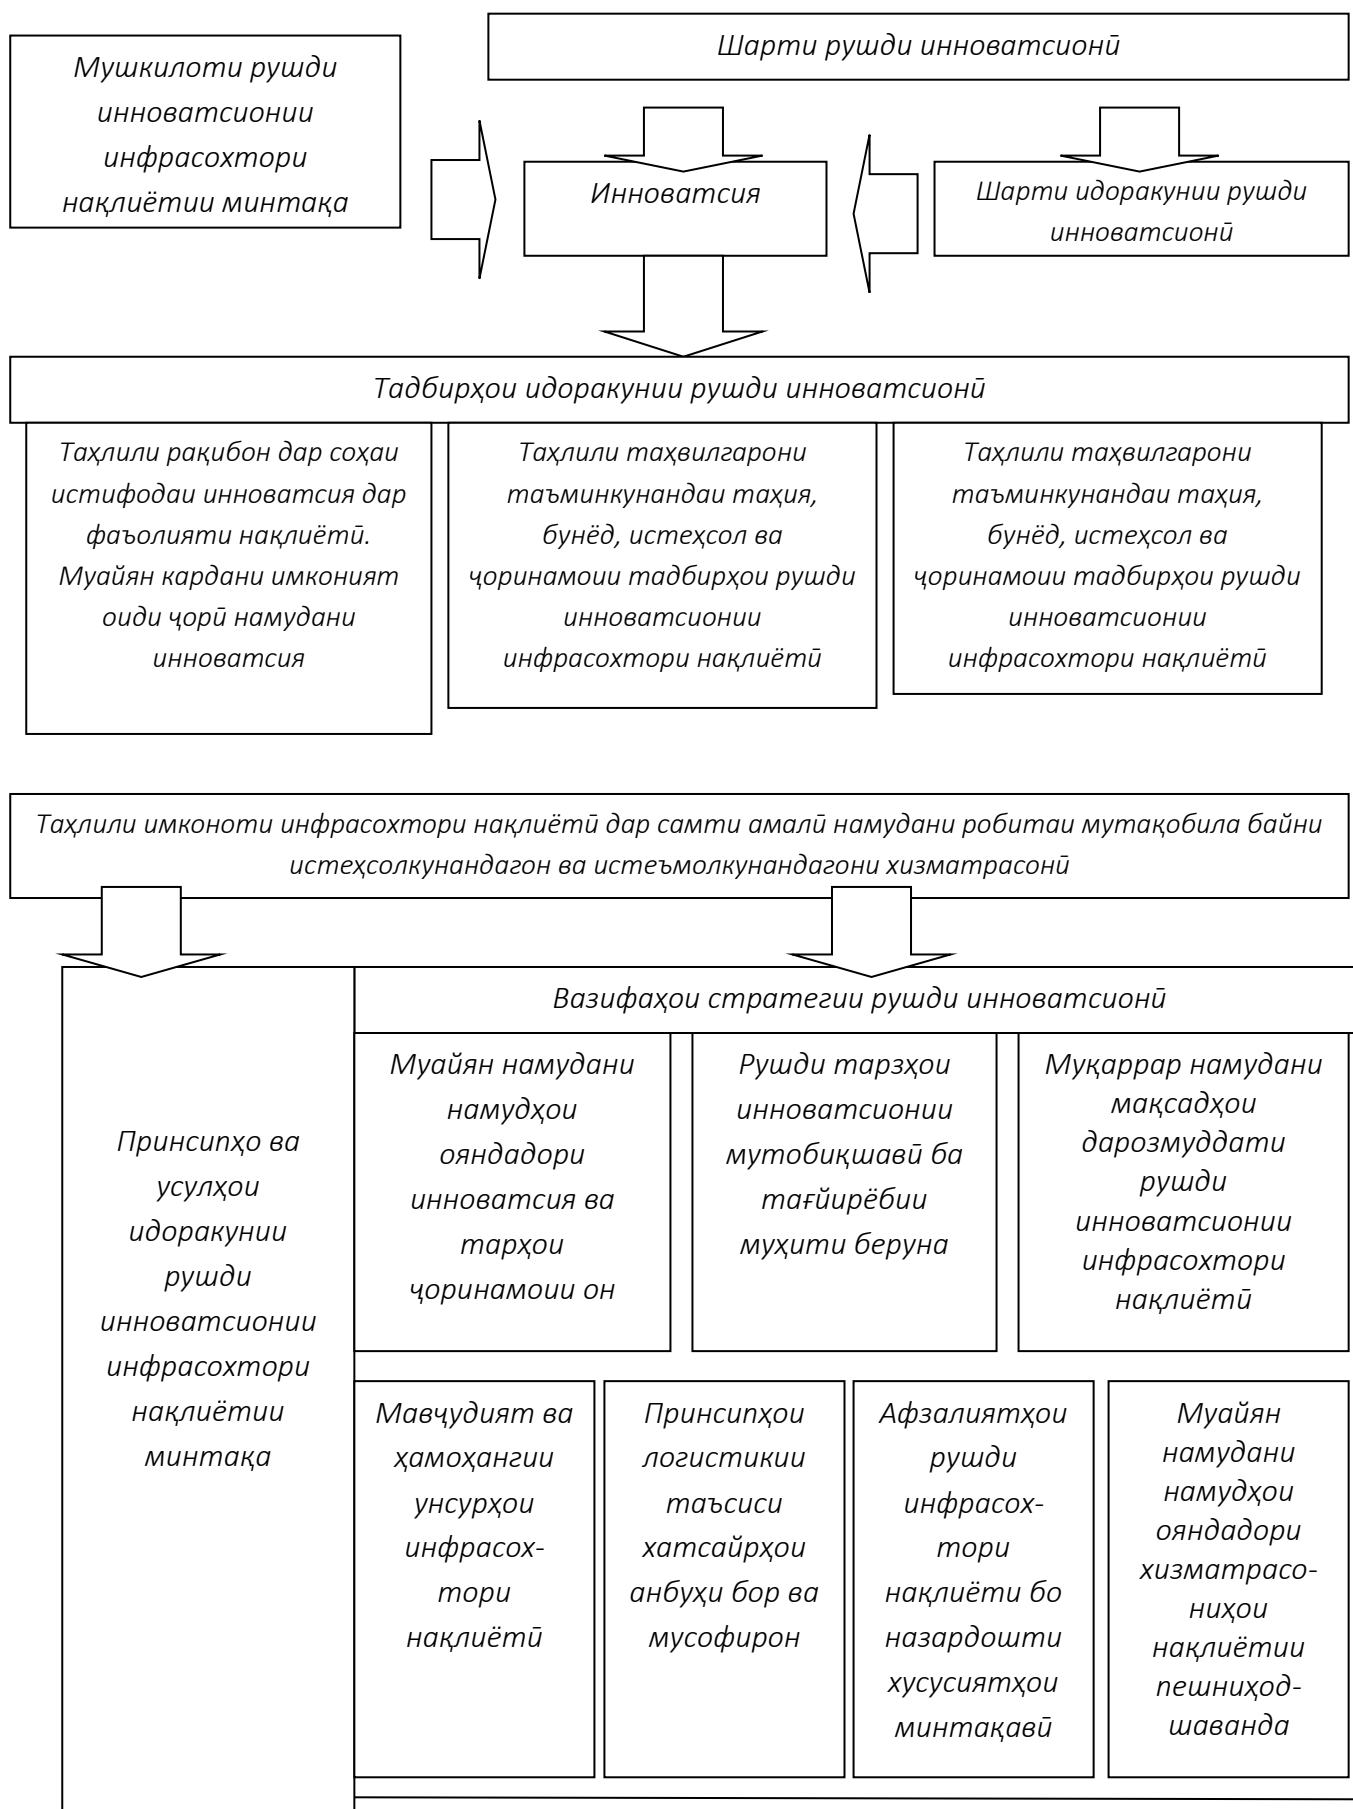 Шарти рушди инноватсионӣ
Мушкилоти рушди
инноватсионии
инфрасохтори
нақлиётии минтақа
Инноватсия
Шарти идоракунии рушди
инноватсионӣ
Тадбирҳои идоракунии рушди инноватсионӣ
Таҳлили рақибон дар соҳаи
истифодаи инноватсия дар
фаъолияти нақлиётӣ.
Муайян кардани имконият
оиди ҷорӣ намудани
инноватсия
Таҳлили таҳвилгарони
таъминкунандаи таҳия,
бунёд, истеҳсол ва
ҷоринамоии тадбирҳои рушди
инноватсионии
инфрасохтори нақлиётӣ
Таҳлили таҳвилгарони
таъминкунандаи таҳия,
бунёд, истеҳсол ва
ҷоринамоии тадбирҳои рушди
инноватсионии
инфрасохтори нақлиётӣ
Таҳлили имконоти инфрасохтори нақлиётӣ дар самти амалӣ намудани робитаи мутақобила байни
истеҳсолкунандагон ва истеъмолкунандагони хизматрасонӣ
Принсипҳо ва
усулҳои
идоракунии
рушди
инноватсионии
инфрасохтори
нақлиётии
минтақа
Вазифаҳои стратегии рушди инноватсионӣ
Муайян намудани
намудҳои
ояндадори
инноватсия ва
тарҳои
ҷоринамоии он
Рушди тарзҳои
инноватсионии
мутобиқшавӣ ба
тағйирёбии
муҳити беруна
Муқаррар намудани
мақсадҳои
дарозмуддати
рушди
инноватсионии
инфрасохтори
нақлиётӣ
Мавҷудият ва
ҳамоҳангии
унсурҳои
инфрасох-
тори
нақлиётӣ
Принсипҳои
логистикии
таъсиси
хатсайрҳои
анбуҳи бор ва
мусофирон
Афзалиятҳои
рушди
инфрасох-
тори
нақлиёти бо
назардошти
хусусиятҳои
минтақавӣ
Муайян
намудани
намудҳои
ояндадори
хизматрасо-
ниҳои
нақлиётии
пешниҳод-
шаванда